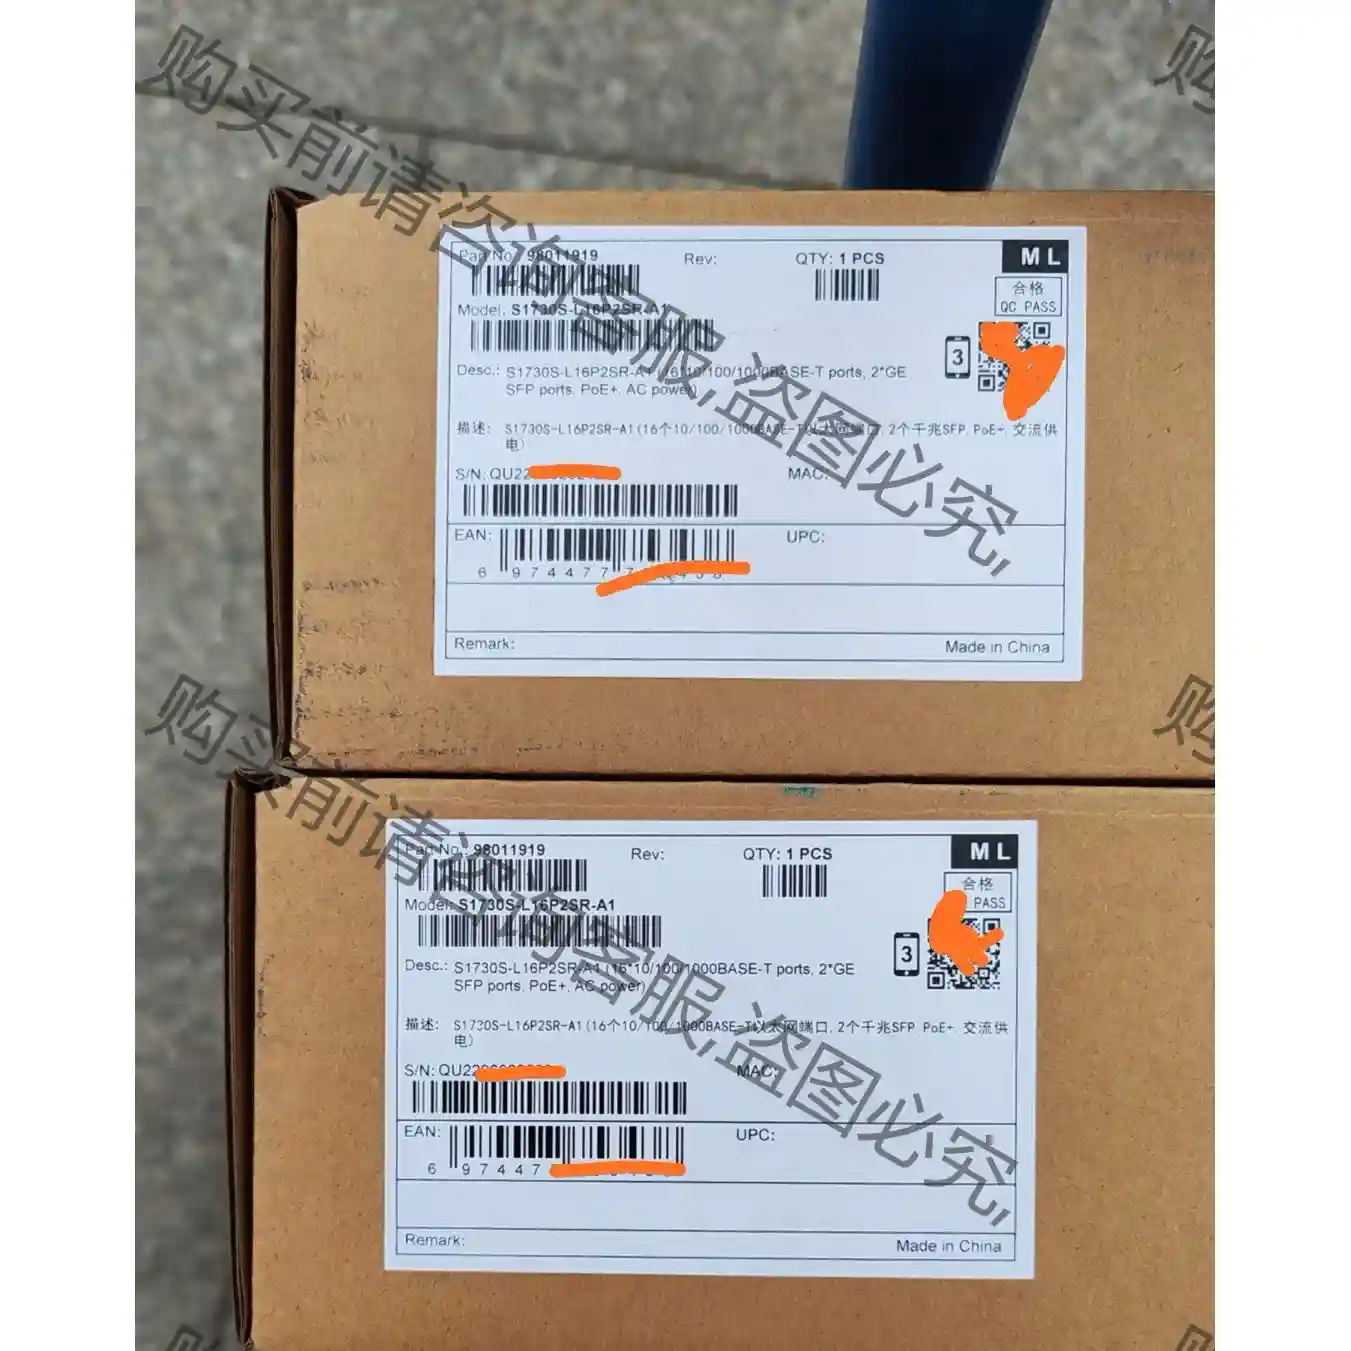 购买前请咨询客服,盗图必究,
购
Part No.: 98011919
Rev:
QTY: 1 PCS
ML
合格
QC PASS
Model: S1730S-L16P2SR-A1
3
Desc.: S1730S-L16P2SR-A1 (16*10/100/1000BASE-T ports, 2*GE
SFP ports, PoE+, AC power)
描述: S1730S-L16P2SR-A1(16个10/100/1000BASE-T以太网端口, 2个千兆SFP, PoE+, 交流供
电)
S/N: QU22
MAC:
EAN:
UPC:
6 974477
Remark:
Made in China
购买前请咨询客服,盗图必究,
购
Part No.: 98011919
Rev:
QTY: 1 PCS
ML
合格
PASS
Model: S1730S-L16P2SR-A1
3
Desc.: S1730S-L16P2SR-A1 (16*10/100/1000BASE-T ports, 2*GE
SFP ports, PoE+, AC power)
描述: S1730S-L16P2SR-A1(16个10/100/1000BASE-T以太网端口, 2个千兆SFP, PoE+, 交流供
电)
S/N: QU22
MAC:
EAN:
UPC:
6 97447
Remark:
Made in China